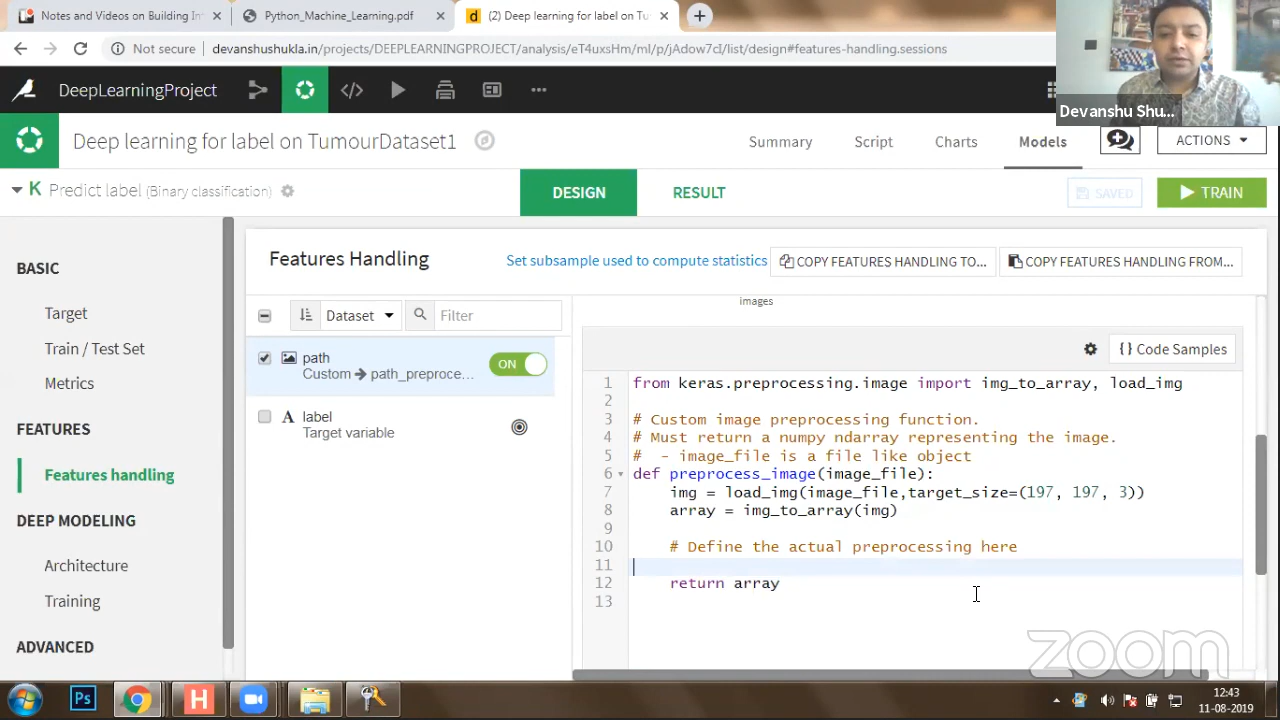 Notes and Videos on Building In
Python_Machine_Learning.pdf
(2) Deep learning for label on Tu
Not secure
devanshushukla.in/projects/DEEPLEARNINGPROJECT/analysis/eT4uxsHm/ml/p/jAdow7cl/list/design#features-handling.sessions
Devanshu Shu...
DeepLearningProject
Deep learning for label on TumourDataset1
Summary
Script
Charts
Models
ACTIONS
K Predict label (Binary classification)
DESIGN
RESULT
SAVED
TRAIN
BASIC
Target
Train / Test Set
Metrics
FEATURES
Features handling
DEEP MODELING
Architecture
Training
ADVANCED
Features Handling
Set subsample used to compute statistics
COPY FEATURES HANDLING TO...
COPY FEATURES HANDLING FROM...
Dataset
Filter
path
Custom → path_preproce...
ON
A label
Target variable
images
{} Code Samples
1 from keras.preprocessing.image import img_to_array, load_img
2
3 # Custom image preprocessing function.
4 # Must return a numpy ndarray representing the image.
5 #  - image_file is a file like object
6 def preprocess_image(image_file):
7     img = load_img(image_file,target_size=(197, 197, 3))
8     array = img_to_array(img)
9
10     # Define the actual preprocessing here
11
12     return array
13
zoom
Ps
H
12:43
11-08-2019